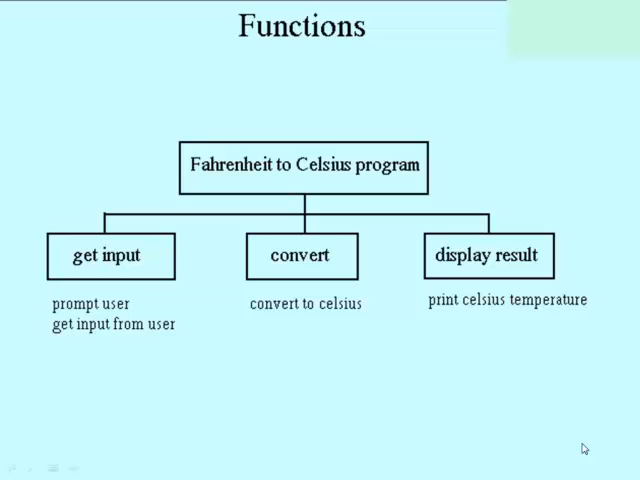 Functions
Fahrenheit to Celsius program
get input
convert
display result
prompt user
get input from user
convert to celsius
print celsius temperature